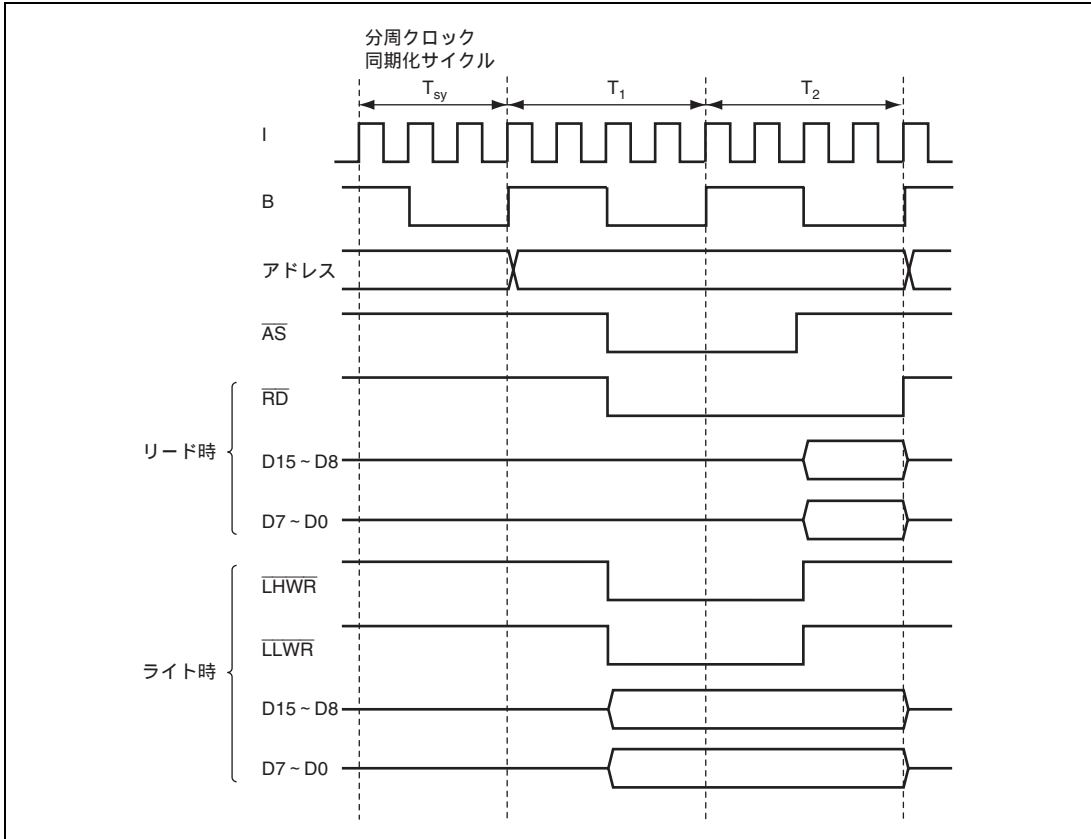 分周クロック
同期化サイクル
Tsy
T1
T2
I
B
アドレス
AS
RD
リード時
D15 ~ D8
D7 ~ D0
LHWR
LLWR
ライト時
D15 ~ D8
D7 ~ D0